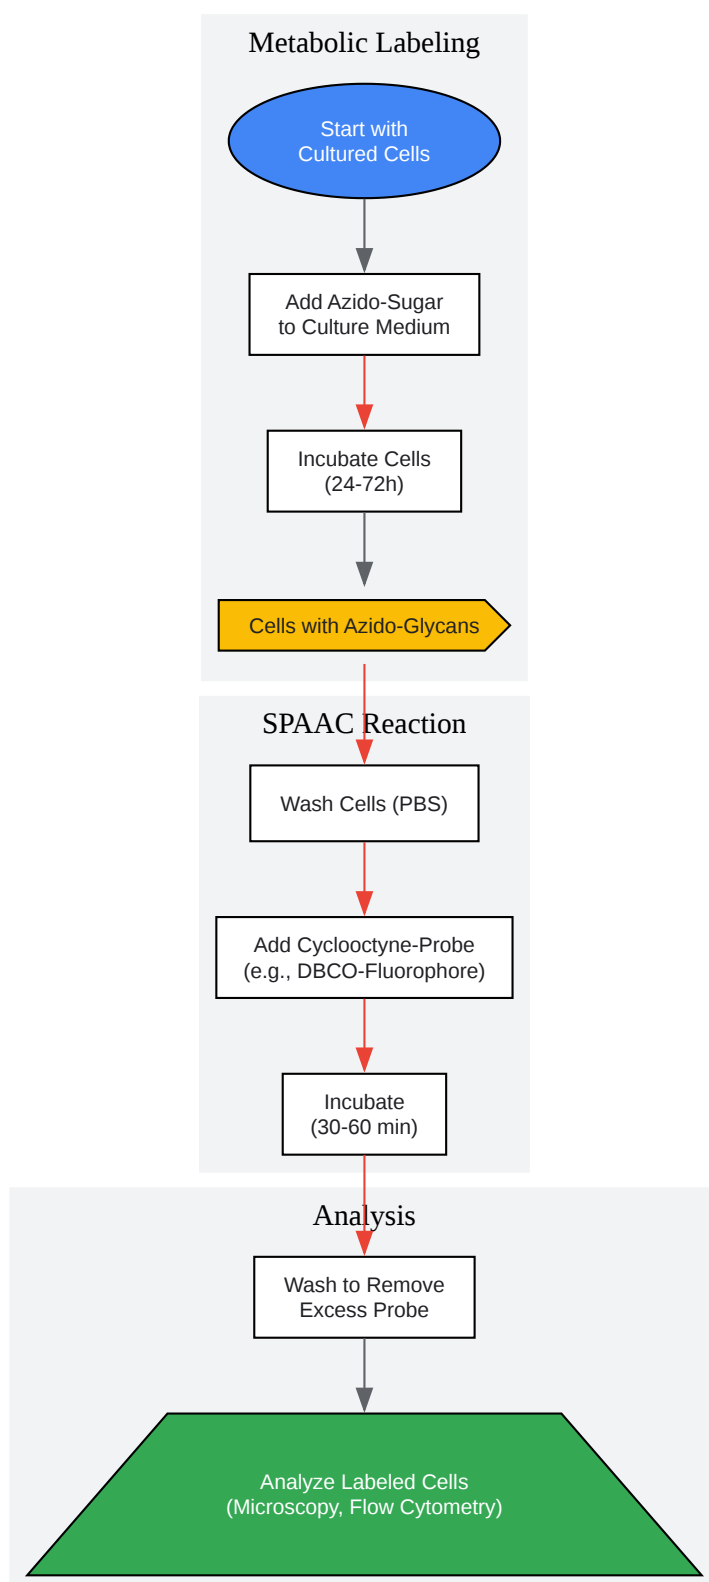 Metabolic Labeling
Start with
Cultured Cells
Add Azido-Sugar
to Culture Medium
Incubate Cells
(24-72h)
Cells with Azido-Glycans
SPAAC Reaction
Wash Cells (PBS)
Add Cyclooctyne-Probe
(e.g., DBCO-Fluorophore)
Incubate
(30-60 min)
Analysis
Wash to Remove
Excess Probe
Analyze Labeled Cells
(Microscopy, Flow Cytometry)